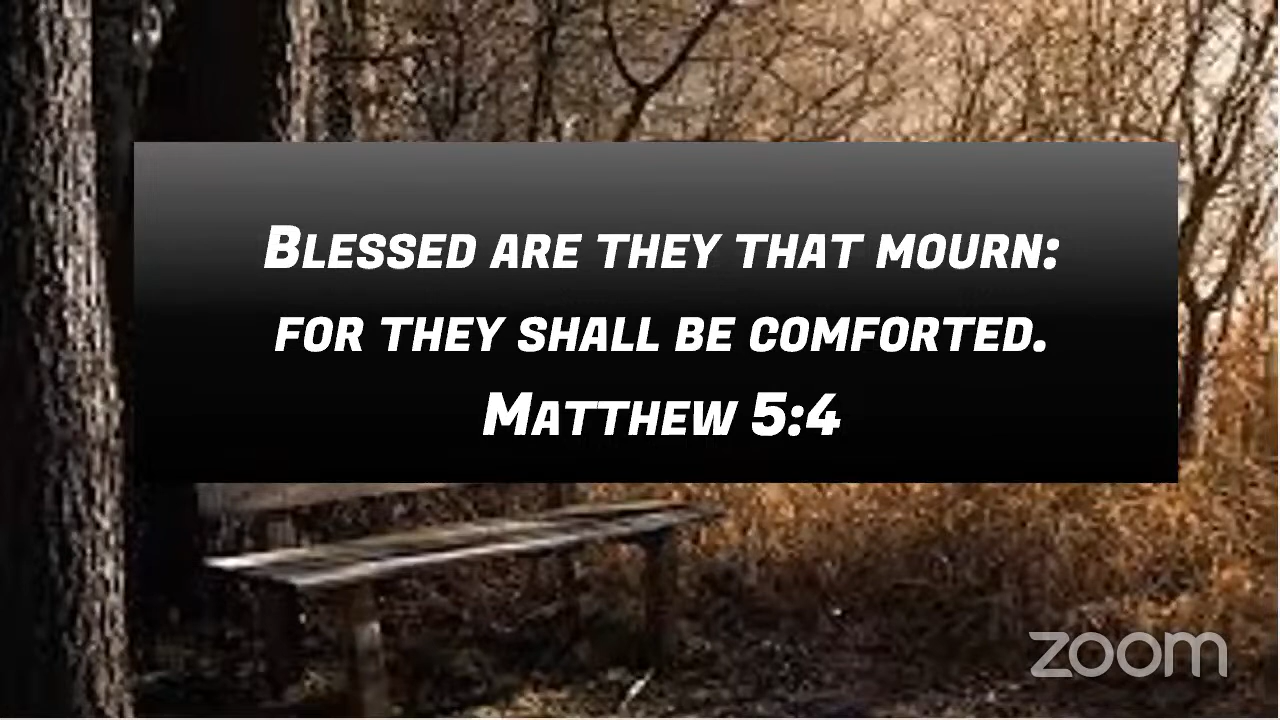 Blessed are they that mourn:
for they shall be comforted.
Matthew 5:4
zoom